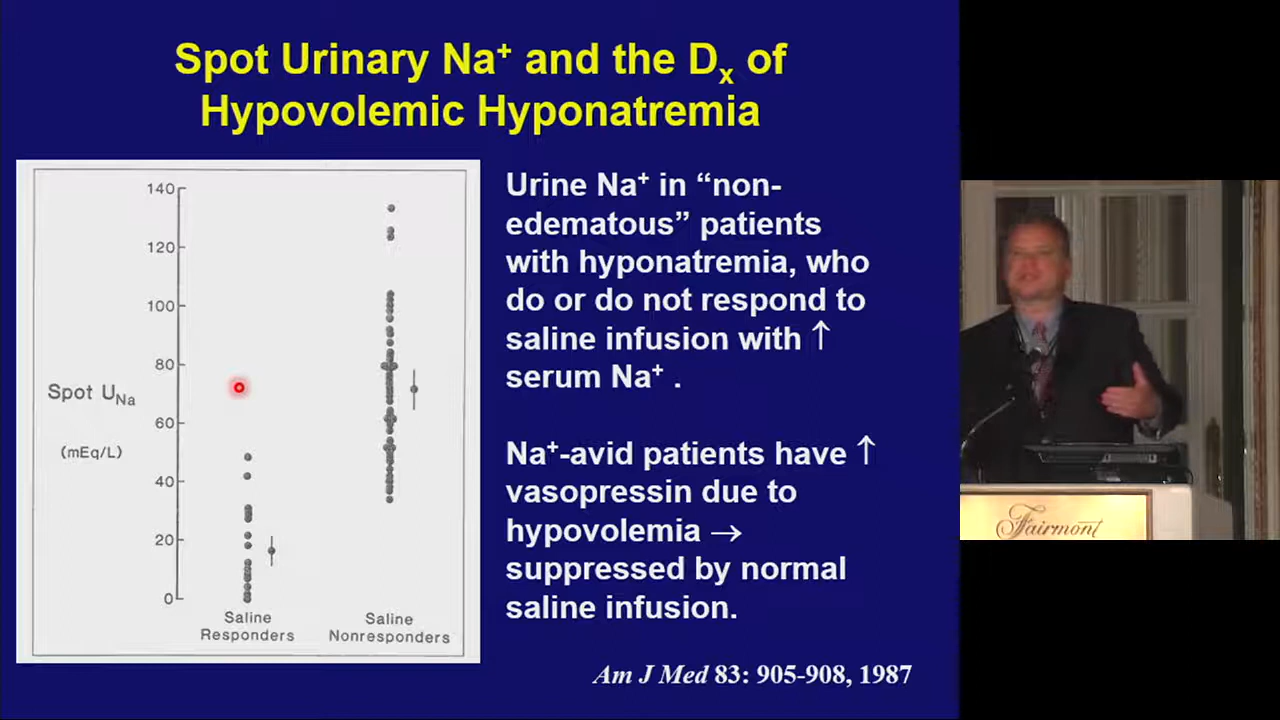 Spot Urinary Na+ and the Dx of
Hypovolemic Hyponatremia
140
120
100
80
60
40
20
0
Spot UNa
(mEq/L)
Saline
Responders
Saline
Nonresponders
Urine Na+ in “non-
edematous” patients
with hyponatremia, who
do or do not respond to
saline infusion with ↑
serum Na+ .
Na+-avid patients have ↑
vasopressin due to
hypovolemia →
suppressed by normal
saline infusion.
Am J Med 83: 905-908, 1987
Fairmont